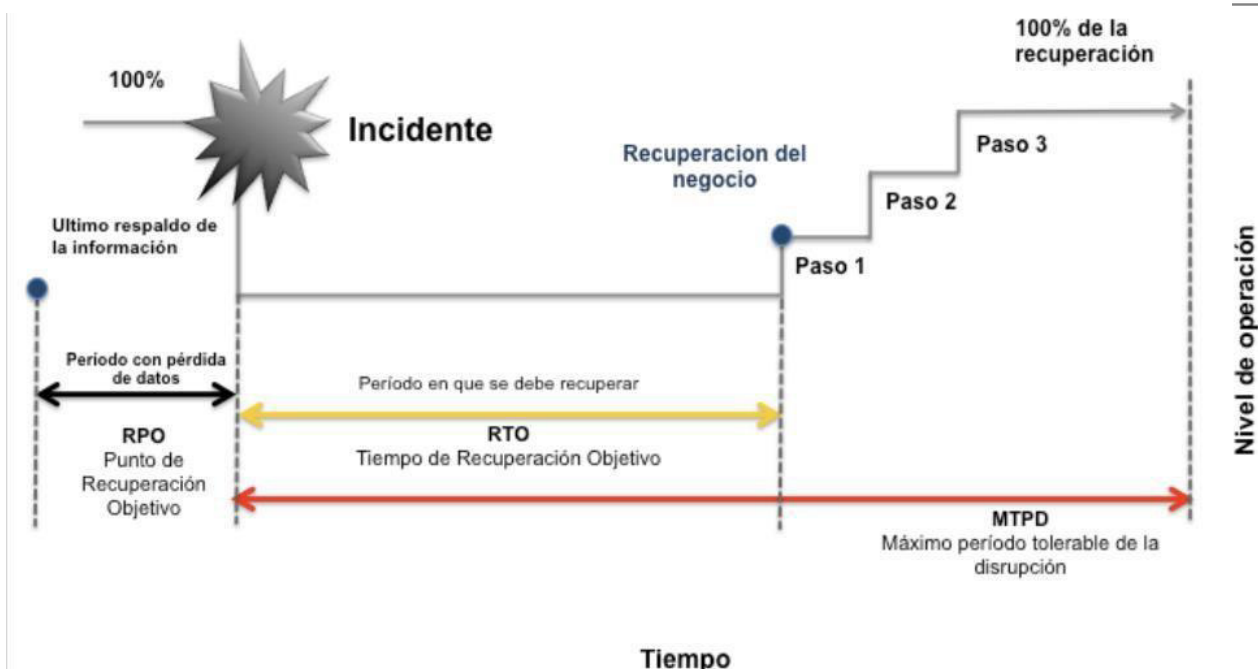 100% de la
recuperación
100%
Incidente
Paso 3
Recuperacion del
negocio
Paso 2
Ultimo respaldo de
la información
Paso 1
Nivel de operación
Periodo con pérdida
de datos
Período en que se debe recuperar
RPO
Punto de
Recuperación
Objetivo
RTO
Tiempo de Recuperación Objetivo
MTPD
Máximo período tolerable de la
disrupción
Tiempo